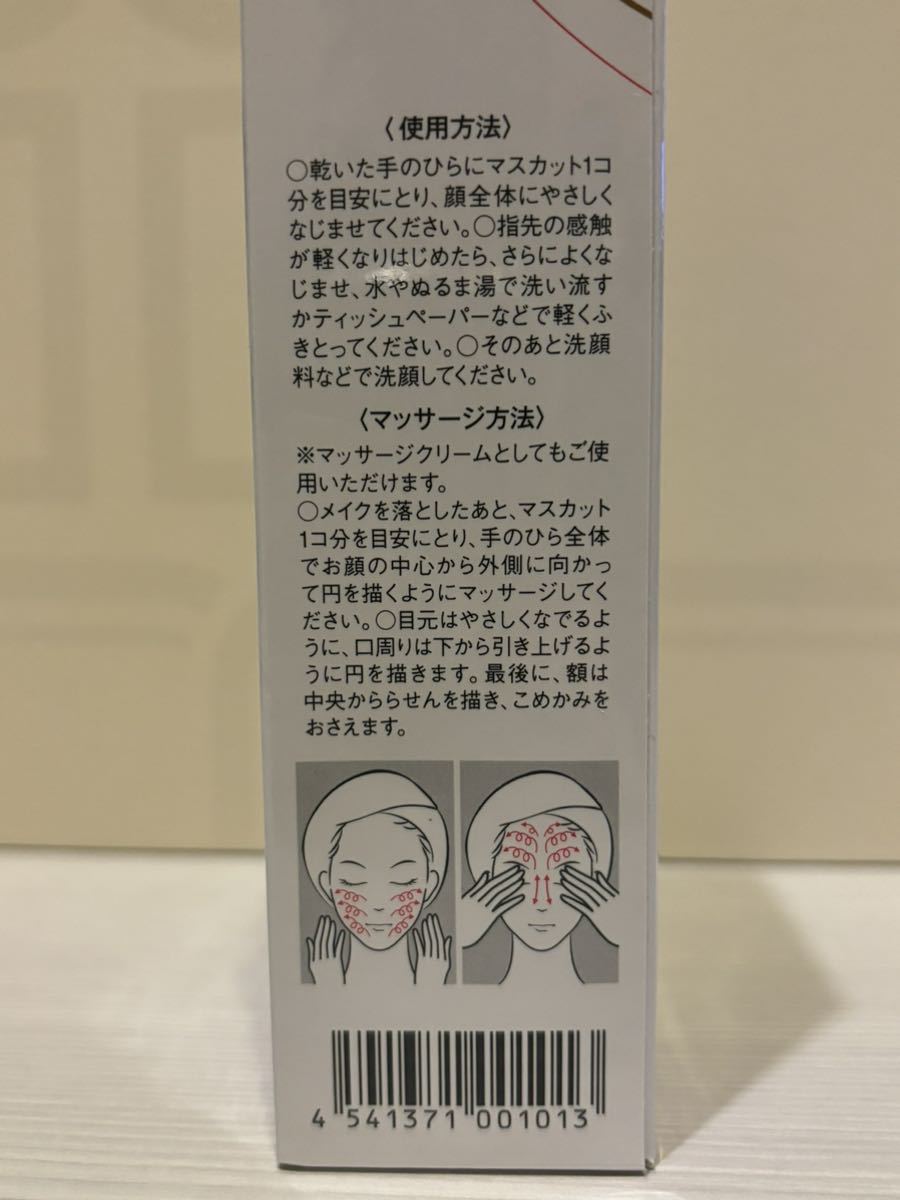 〈使用方法〉
○乾いた手のひらにマスカット1コ
分を目安にとり、顔全体にやさしく
なじませてください。○指先の感触
が軽くなりはじめたら、さらによくな
じませ、水やぬるま湯で洗い流す
かティッシュペーパーなどで軽くふ
きとってください。○そのあと洗顔
料などで洗顔してください。
〈マッサージ方法〉
※マッサージクリームとしてもご使
用いただけます。
○メイクを落としたあと、マスカット
1コ分を目安にとり、手のひら全体
でお顔の中心から外側に向かっ
て円を描くようにマッサージしてく
ださい。○目元はやさしくなでるよ
うに、口周りは下から引き上げるよ
うに円を描きます。最後に、額は
中央かららせんを描き、こめかみを
おさえます。
4 541371 001013